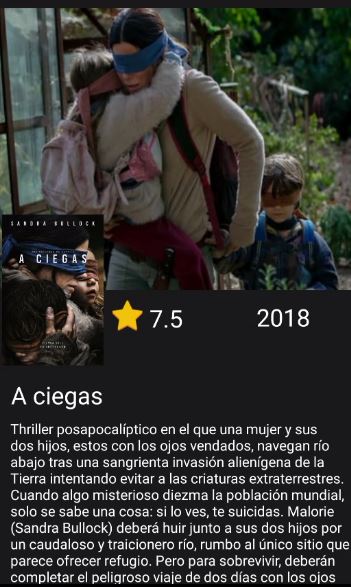 SANDRA BULLOCK
A CIEGAS
7.5
2018
A ciegas
Thriller posapocalíptico en el que una mujer y sus
dos hijos, estos con los ojos vendados, navegan río
abajo tras una sangrienta invasión alienígena de la
Tierra intentando evitar a las criaturas extraterrestres.
Cuando algo misterioso diezma la población mundial,
solo se sabe una cosa: si lo ves, te suicidas. Malorie
(Sandra Bullock) deberá huir junto a sus dos hijos por
un caudaloso y traicionero río, rumbo al único sitio que
parece ofrecer refugio. Pero para sobrevivir, deberán
completar el peligroso viaje de dos días con los ojos